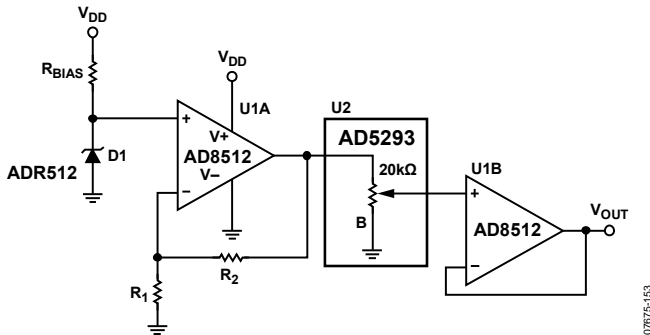 VDD
RBIAS
ADR512
D1
VDD
U1A
+
V+
AD8512
V–
–
R2
R1
U2
AD5293
20kΩ
B
U1B
+
AD8512
–
VOUT
07675-153